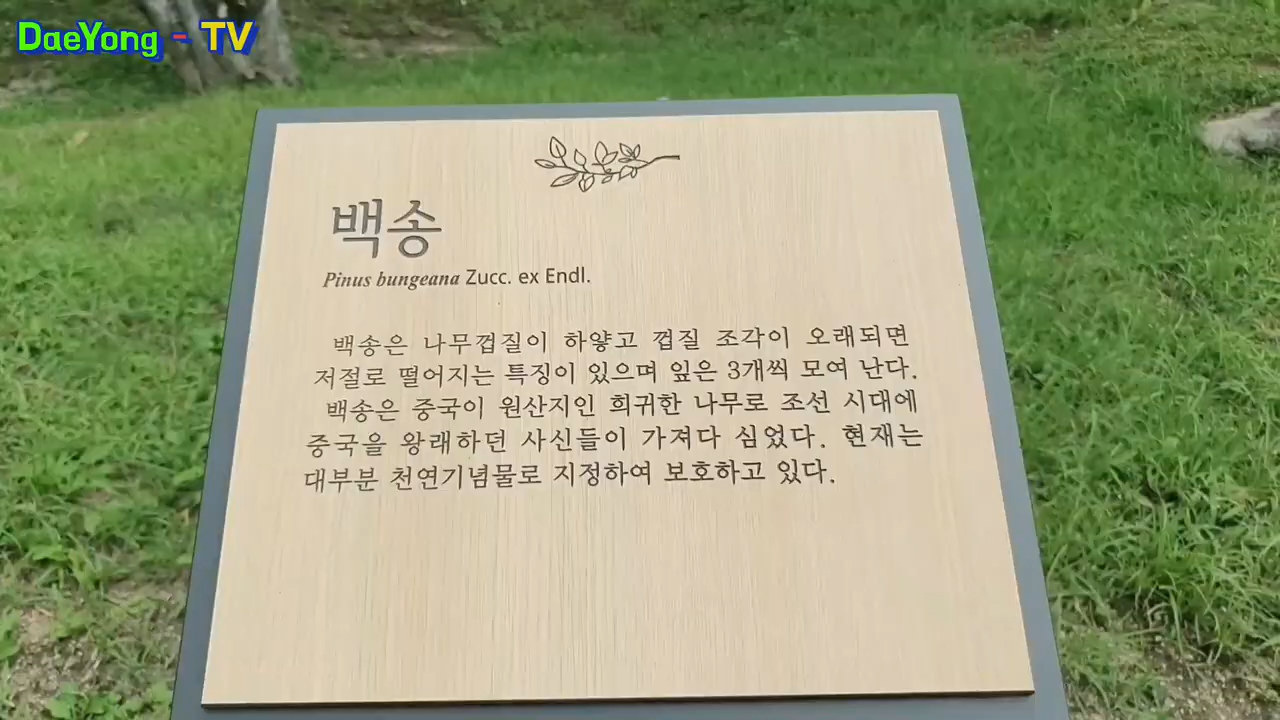 DaeYong - TV
백송
Pinus bungeana Zucc. ex Endl.
백송은 나무껍질이 하얗고 껍질 조각이 오래되면
저절로 떨어지는 특징이 있으며 잎은 3개씩 모여 난다.
백송은 중국이 원산지인 희귀한 나무로 조선 시대에
중국을 왕래하던 사신들이 가져다 심었다. 현재는
대부분 천연기념물로 지정하여 보호하고 있다.